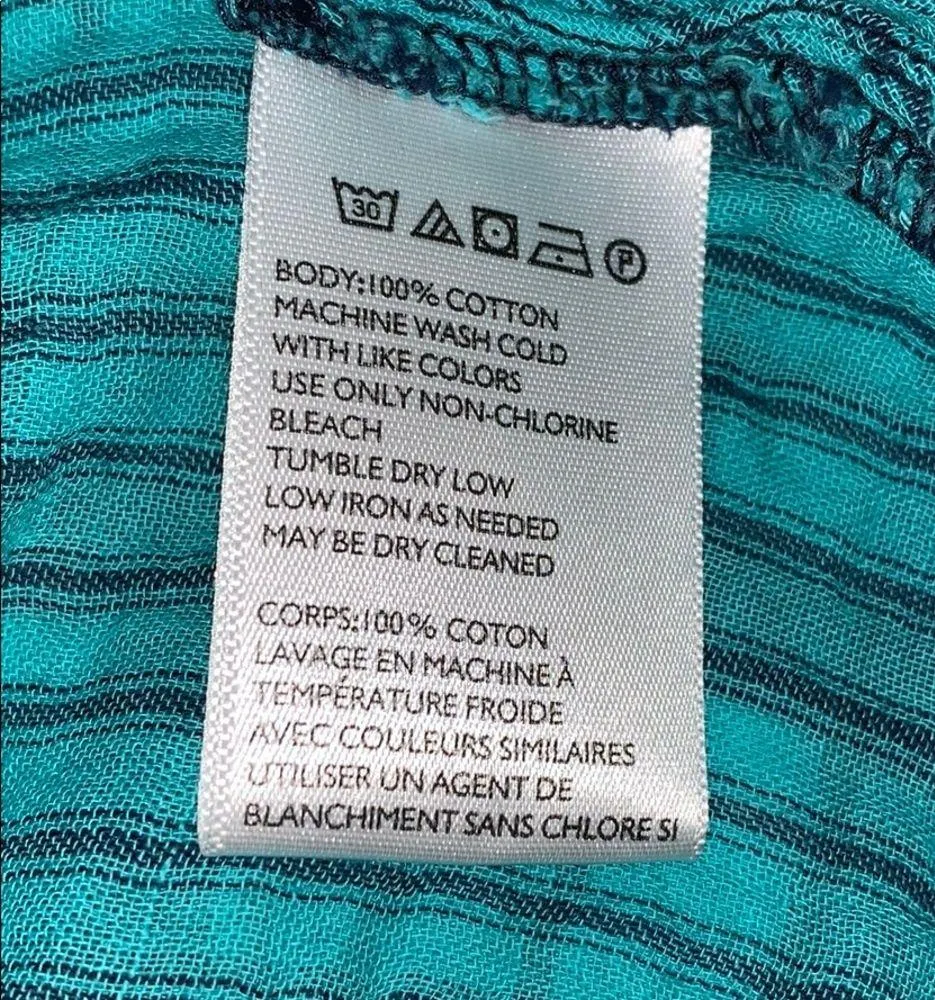 30 P
BODY:100% COTTON
MACHINE WASH COLD
WITH LIKE COLORS
USE ONLY NON-CHLORINE
BLEACH
TUMBLE DRY LOW
LOW IRON AS NEEDED
MAY BE DRY CLEANED
CORPS:100% COTON
LAVAGE EN MACHINE À
TEMPÉRATURE FROIDE
AVEC COULEURS SIMILAIRES
UTILISER UN AGENT DE
BLANCHIMENT SANS CHLORE SI